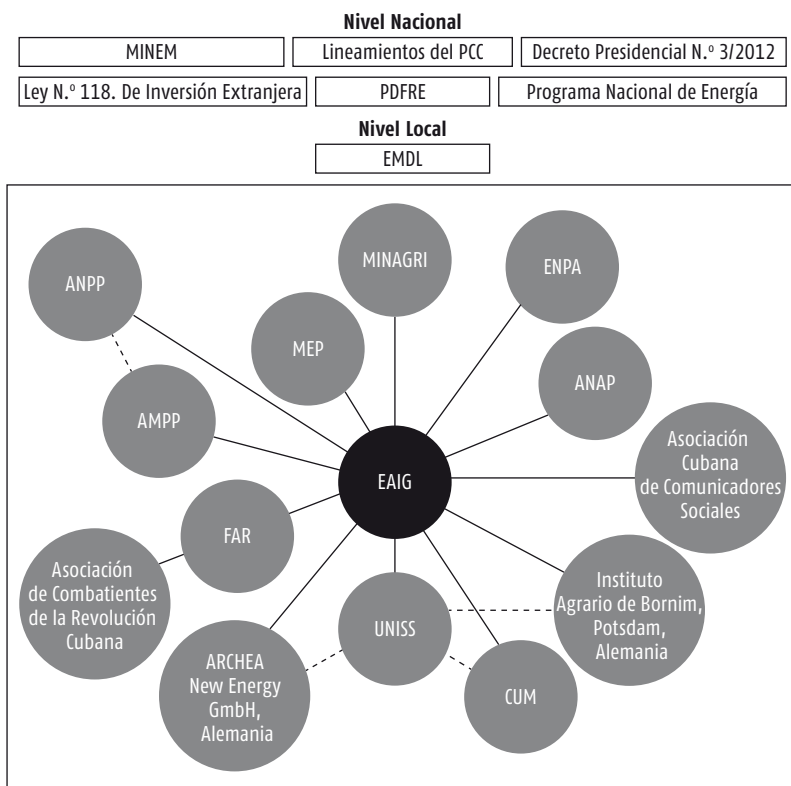 Nivel Nacional
MINEM
Lineamientos del PCC
Decreto Presidencial N.º 3/2012
Ley N.º 118. De Inversión Extranjera
PDFRE
Programa Nacional de Energía
Nivel Local
EMDL
MINAGRI
ENPA
ANPP
MEP
ANAP
AMPP
Asociación
Cubana
de Comunicadores
Sociales
EAIG
FAR
Asociación
de Combatientes
de la Revolución
Cubana
Instituto
Agrario de Bornim,
Potsdam,
Alemania
UNISS
ARCHEA
New Energy
GmbH,
Alemania
CUM